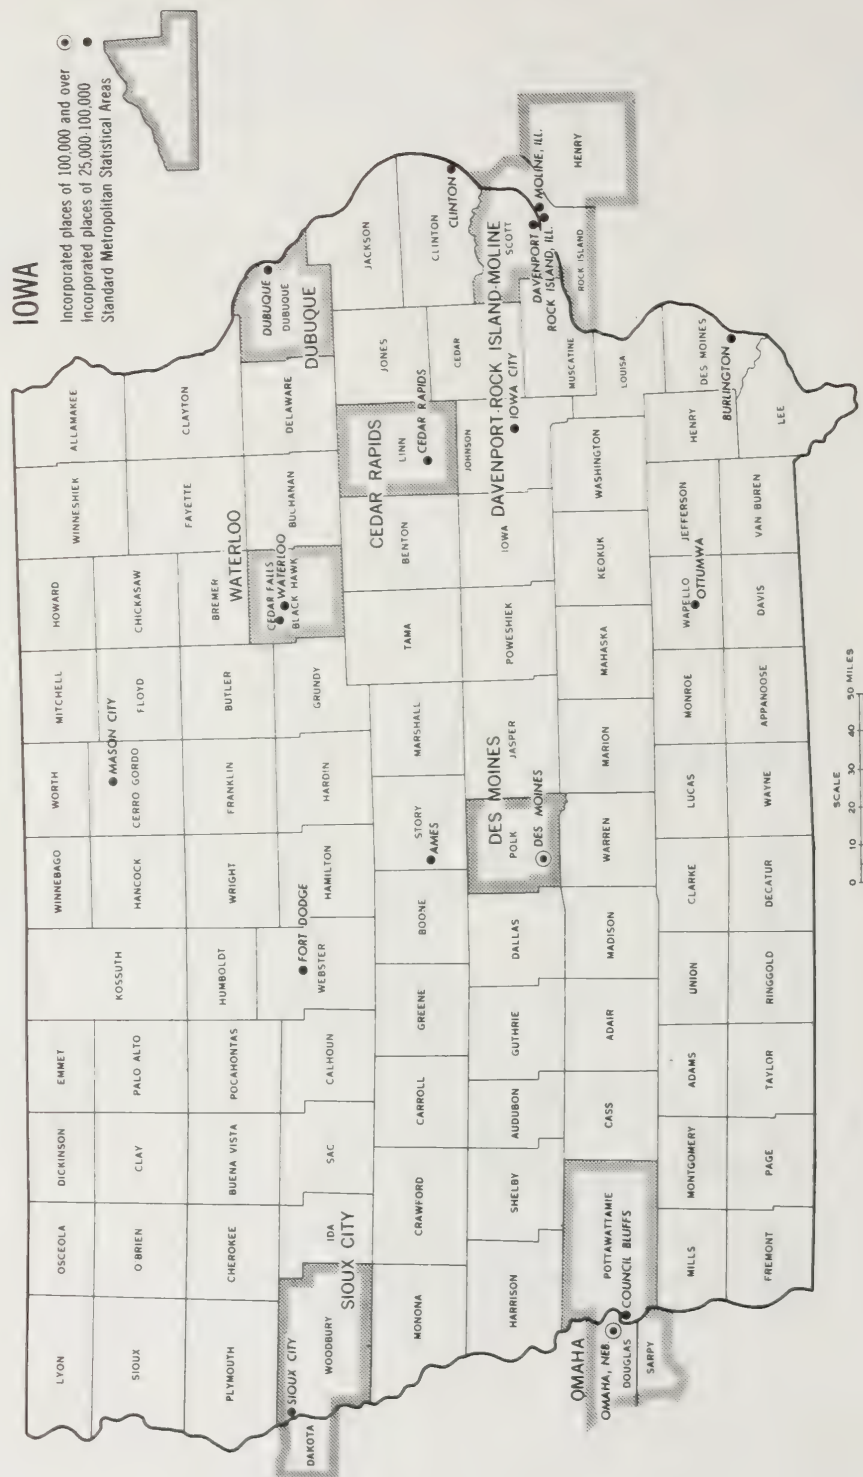 IOWA
Incorporated places of 100,000 and over
Incorporated places of 25,000-100,000
Standard Metropolitan Statistical Areas
LYON
OSCEOLA
DICKINSON
EMMET
KOSSUTH
WINNEBAGO
WORTH
MITCHELL
HOWARD
WINNESHIEK
ALLAMAKEE
SIOUX
O BRIEN
CLAY
PALO ALTO
HANCOCK
MASON CITY
CERRO GORDO
FLOYD
CHICKASAW
FAYETTE
CLAYTON
PLYMOUTH
CHEROKEE
BUENA VISTA
POCAHONTAS
HUMBOLDT
WRIGHT
FRANKLIN
BUTLER
BREMER
WATERLOO
CEDAR FALLS
WATERLOO
BLACK HAWK
BUCHANAN
DELAWARE
DUBUQUE
DUBUQUE
DUBUQUE
DAKOTA
SIOUX CITY
WOODBURY
SIOUX CITY
IDA
SAC
CALHOUN
FORT DODGE
WEBSTER
HAMILTON
HARDIN
GRUNDY
MONONA
CRAWFORD
CARROLL
GREENE
BOONE
STORY
AMES
MARSHALL
TAMA
BENTON
CEDAR RAPIDS
LINN
CEDAR RAPIDS
JONES
JACKSON
HARRISON
SHELBY
AUDUBON
GUTHRIE
DALLAS
DES MOINES
POLK
DES MOINES
JASPER
POWESHIEK
IOWA
JOHNSON
IOWA CITY
CEDAR
CLINTON
CLINTON
DAVENPORT-ROCK ISLAND-MOLINE
SCOTT
DAVENPORT
MOLINE, ILL.
ROCK ISLAND, ILL.
HENRY
ROCK ISLAND
OMAHA
OMAHA, NEB.
DOUGLAS
SARPY
POTTAWATTAMIE
COUNCIL BLUFFS
CASS
ADAIR
MADISON
WARREN
MARION
MAHASKA
KEOKUK
WASHINGTON
MUSCATINE
LOUISA
MILLS
MONTGOMERY
ADAMS
UNION
CLARKE
LUCAS
MONROE
WAPELLO
OTTUMWA
JEFFERSON
HENRY
DES MOINES
BURLINGTON
FREMONT
PAGE
TAYLOR
RINGGOLD
DECATUR
WAYNE
APPANOOSE
DAVIS
VAN BUREN
LEE
SCALE
0 10 20 30 40 50 MILES